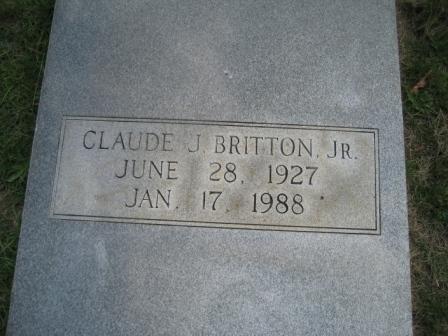 CLAUDE J. BRITTON, JR.
JUNE 28, 1927
JAN. 17, 1988